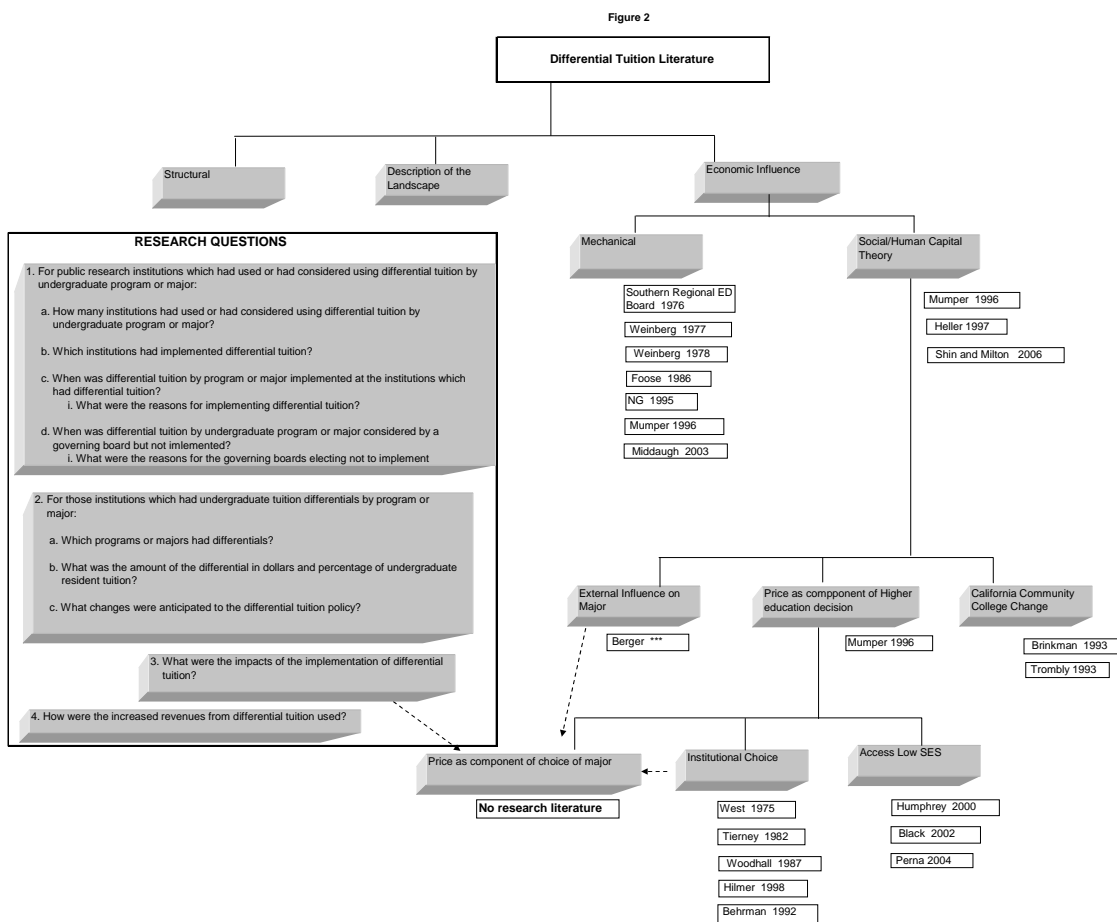 Figure 2
Differential Tuition Literature
Structural
Description of the
Landscape
Economic Influence
RESEARCH QUESTIONS
1. For public research institutions which had used or had considered using differential tuition by
undergraduate program or major:
a. How many institutions had used or had considered using differential tuition by
undergraduate program or major?
b. Which institutions had implemented differential tuition?
c. When was differential tuition by program or major implemented at the institutions which
had differential tuition?
i. What were the reasons for implementing differential tuition?
d. When was differential tuition by undergraduate program or major considered by a
governing board but not imlemented?
i. What were the reasons for the governing boards electing not to implement
2. For those institutions which had undergraduate tuition differentials by program or
major:
a. Which programs or majors had differentials?
b. What was the amount of the differential in dollars and percentage of undergraduate
resident tuition?
c. What changes were anticipated to the differential tuition policy?
3. What were the impacts of the implementation of differential
tuition?
4. How were the increased revenues from differential tuition used?
Mechanical
Southern Regional ED
Board 1976
Weinberg 1977
Weinberg 1978
Foose 1986
NG 1995
Mumper 1996
Middaugh 2003
Social/Human Capital
Theory
Mumper 1996
Heller 1997
Shin and Milton 2006
External Influence on
Major
Berger ***
Price as compponent of Higher
education decision
Mumper 1996
California Community
College Change
Brinkman 1993
Trombly 1993
Price as component of choice of major
No research literature
Institutional Choice
West 1975
Tierney 1982
Woodhall 1987
Hilmer 1998
Behrman 1992
Access Low SES
Humphrey 2000
Black 2002
Perna 2004